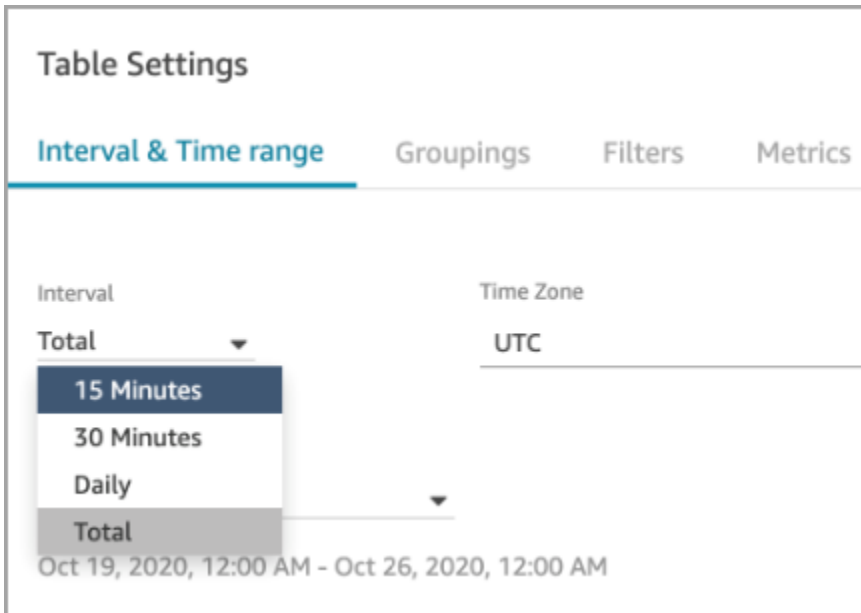 Table Settings
Interval & Time range Groupings Filters Metrics
Interval Time Zone
Total UTC
15 Minutes
30 Minutes
Daily
Total
Oct 19, 2020, 12:00 AM - Oct 26, 2020, 12:00 AM